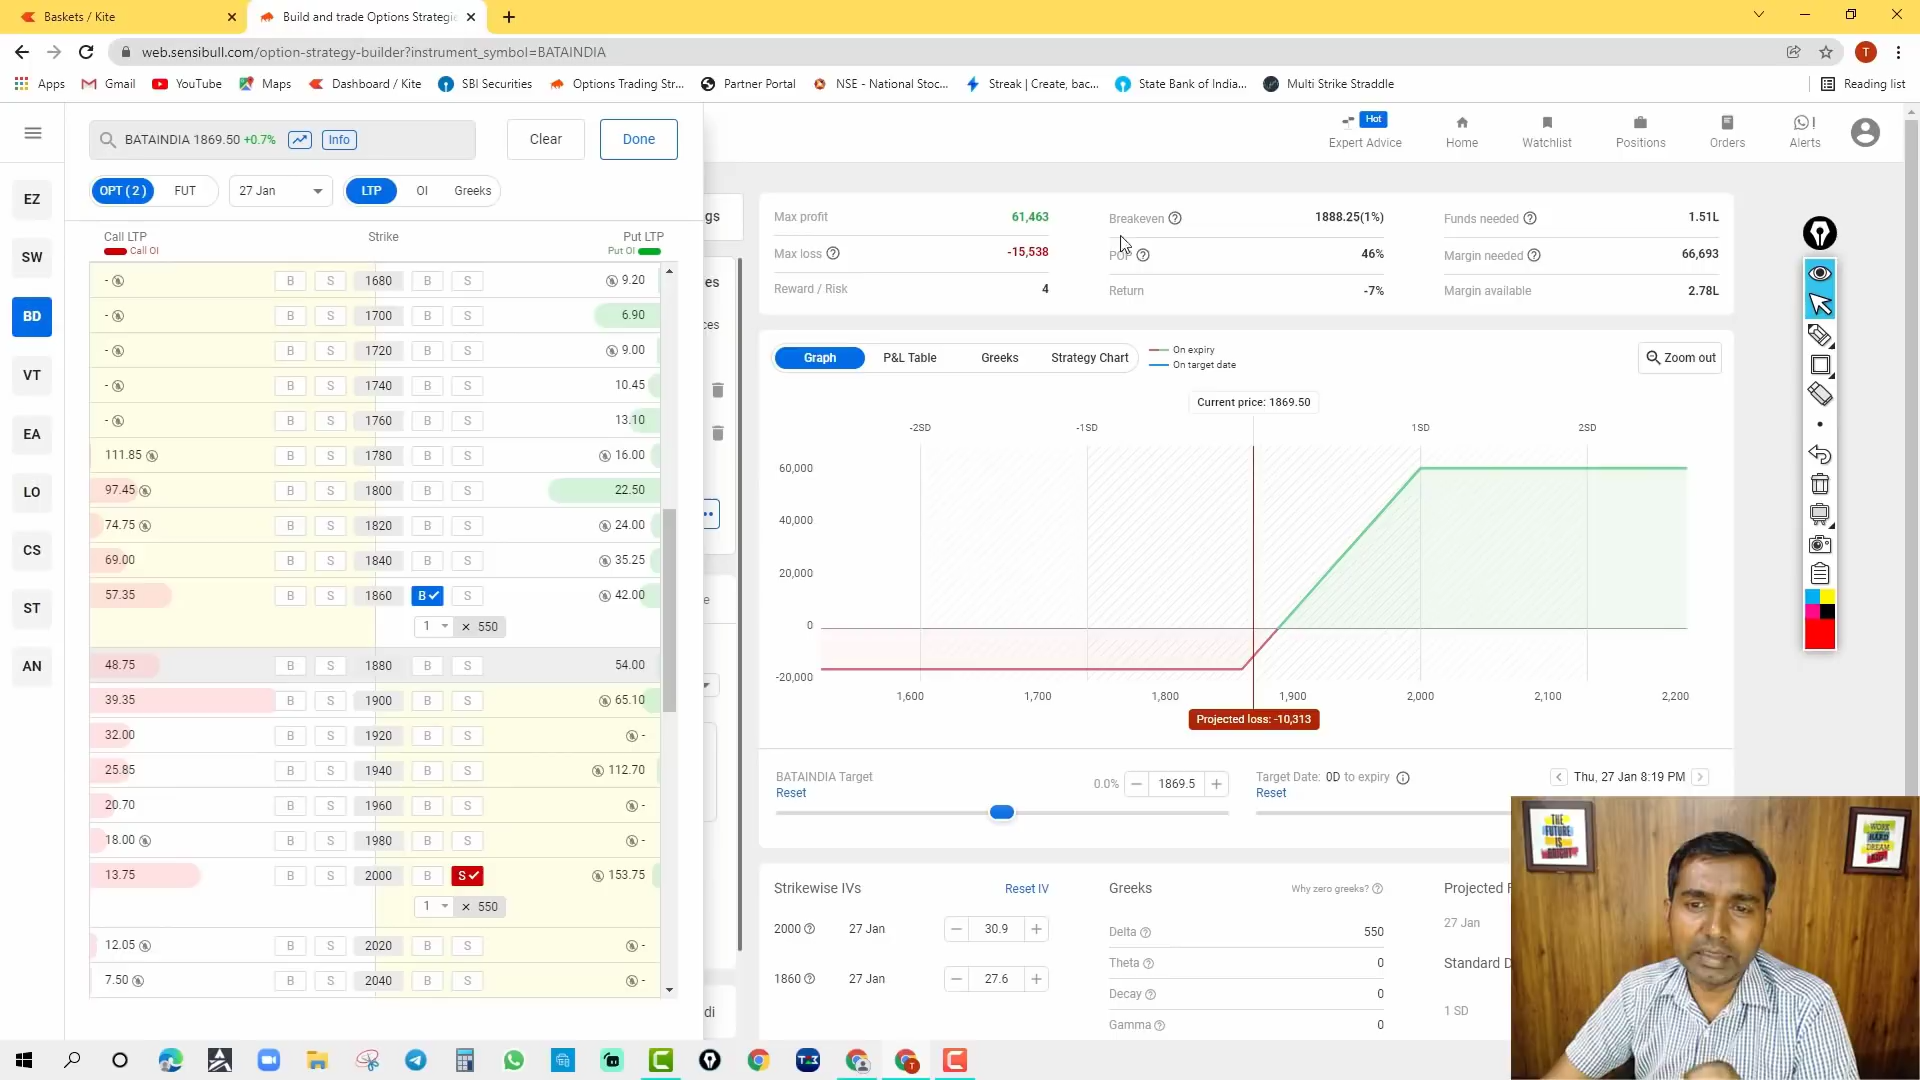 Baskets / Kite
Build and trade Options Strategi
web.sensibull.com/option-strategy-builder?instrument_symbol=BATAINDIA
T
Apps
Gmail
YouTube
Maps
Dashboard / Kite
SBI Securities
Options Trading Str...
Partner Portal
NSE - National Stoc...
Streak | Create, bac...
State Bank of India...
Multi Strike Straddle
Reading list
BATAINDIA 1869.50 +0.7%
Info
Clear
Done
Hot
Expert Advice
Home
Watchlist
Positions
Orders
Alerts
OPT ( 2 )
FUT
27 Jan
LTP
OI
Greeks
EZ
SW
BD
VT
EA
LO
CS
ST
AN
Call LTP
Call OI
Strike
Put LTP
Put OI
- 1680 9.20
- 1700 6.90
- 1720 9.00
- 1740 10.45
- 1760 13.10
111.85 1780 16.00
97.45 1800 22.50
74.75 1820 24.00
69.00 1840 35.25
57.35 B S 1860 B S 42.00
1 × 550
48.75 B S 1880 B S 54.00
39.35 B S 1900 B S 65.10
32.00 B S 1920 B S -
25.85 B S 1940 B S 112.70
20.70 B S 1960 B S -
18.00 B S 1980 B S -
13.75 B S 2000 B S 153.75
1 × 550
12.05 B S 2020 B S -
7.50 B S 2040 B S -
gs
es
ces
e
di
Max profit 61,463
Max loss -15,538
Reward / Risk 4
Breakeven 1888.25(1%)
POP 46%
Return -7%
Funds needed 1.51L
Margin needed 66,693
Margin available 2.78L
Graph
P&L Table
Greeks
Strategy Chart
On expiry
On target date
Zoom out
Current price: 1869.50
-2SD
-1SD
1SD
2SD
60,000
40,000
20,000
0
-20,000
1,600
1,700
1,800
1,900
2,000
2,100
2,200
Projected loss: -10,313
BATAINDIA Target
Reset
0.0%
1869.5
Target Date: 0D to expiry
Reset
Thu, 27 Jan 8:19 PM
Strikewise IVs
Reset IV
2000 27 Jan 30.9
1860 27 Jan 27.6
Greeks
Why zero greeks?
Delta 550
Theta 0
Decay 0
Gamma 0
Projected F
27 Jan
Standard D
1 SD
THE FUTURE IS BRIGHT
WORK HARD DREAM